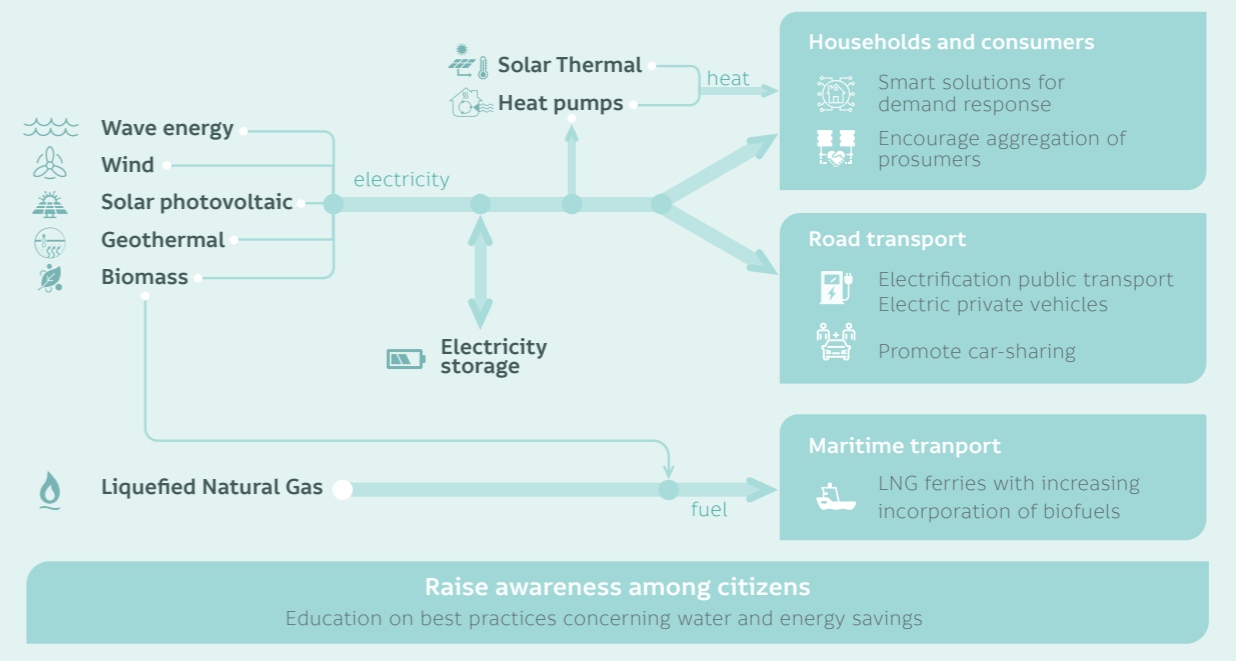 Wave energy
Wind
Solar photovoltaic
Geothermal
Biomass
electricity
Solar Thermal
Heat pumps
heat
Electricity
storage
Liquefied Natural Gas
fuel
Households and consumers
Smart solutions for
demand response
Encourage aggregation of
prosumers
Road transport
Electrification public transport
Electric private vehicles
Promote car-sharing
Maritime tranport
LNG ferries with increasing
incorporation of biofuels
Raise awareness among citizens
Education on best practices concerning water and energy savings